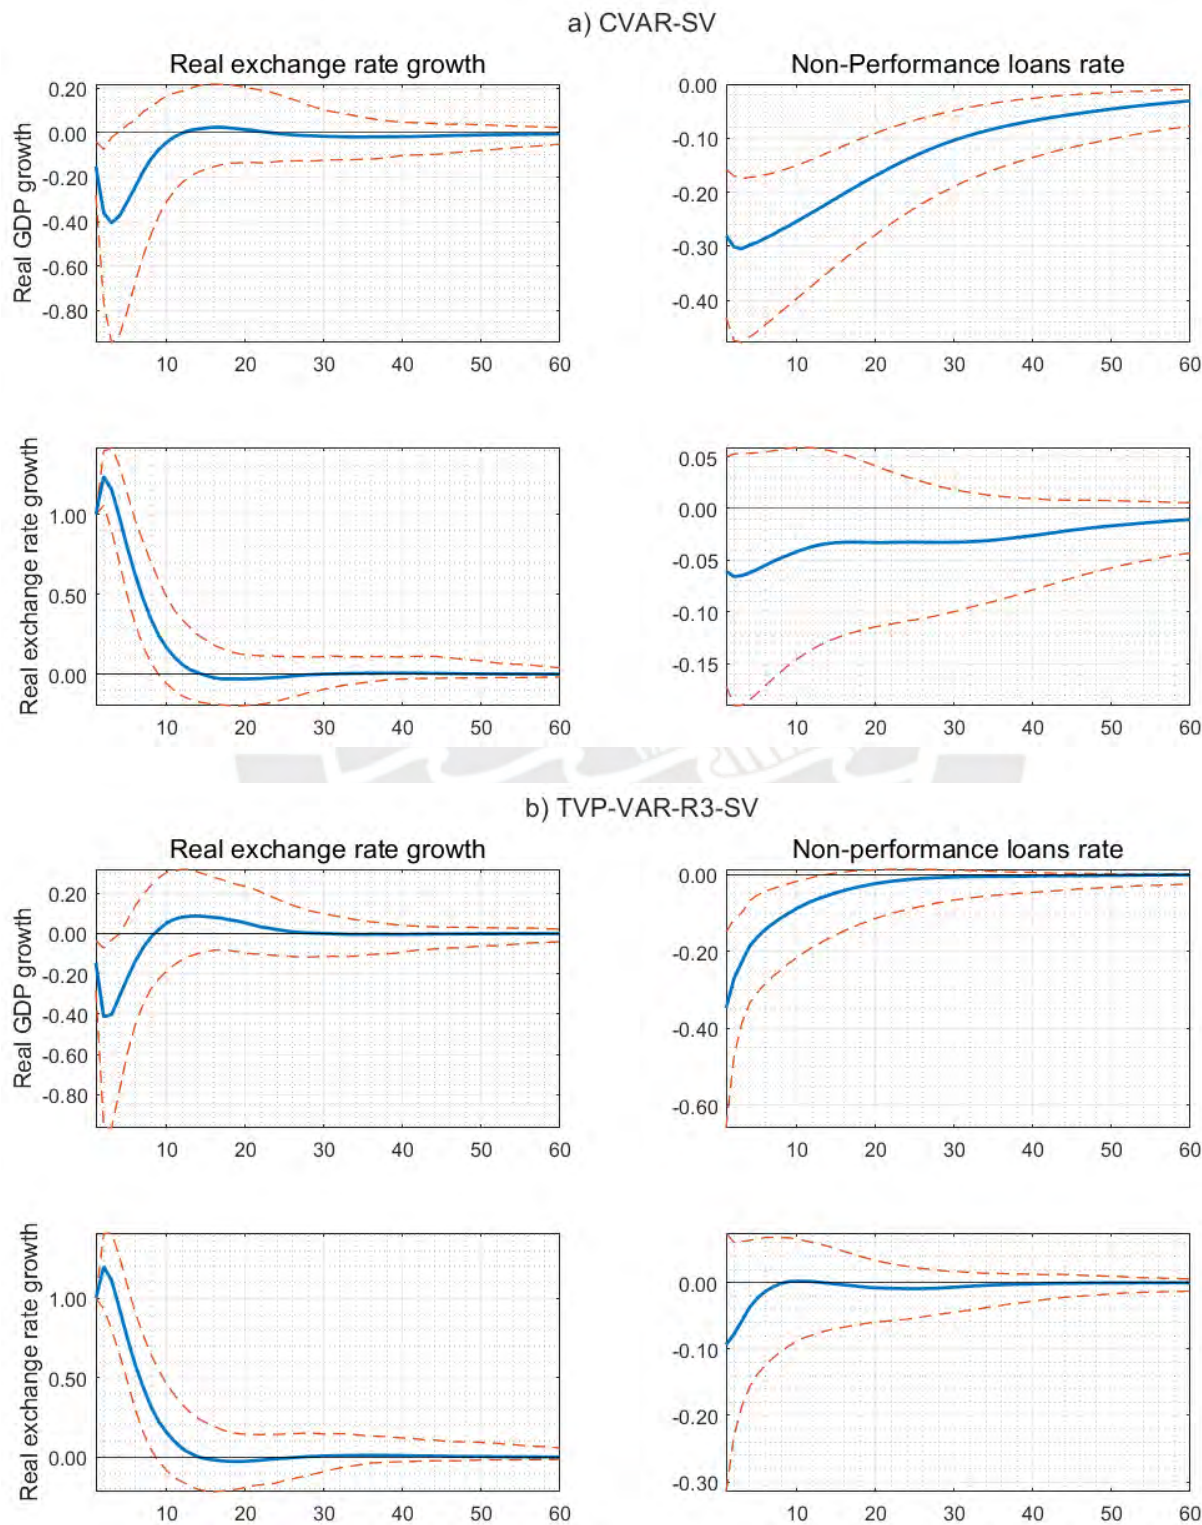 a) CVAR-SV
Real exchange rate growth
Non-Performance loans rate
Real GDP growth
0.20
0.00
-0.20
-0.40
-0.60
-0.80
10 20 30 40 50 60
0.00
-0.10
-0.20
-0.30
-0.40
10 20 30 40 50 60
Real exchange rate growth
1.00
0.50
0.00
10 20 30 40 50 60
0.05
0.00
-0.05
-0.10
-0.15
10 20 30 40 50 60
b) TVP-VAR-R3-SV
Real exchange rate growth
Non-performance loans rate
Real GDP growth
0.20
0.00
-0.20
-0.40
-0.60
-0.80
10 20 30 40 50 60
0.00
-0.20
-0.40
-0.60
10 20 30 40 50 60
Real exchange rate growth
1.00
0.50
0.00
10 20 30 40 50 60
0.00
-0.10
-0.20
-0.30
10 20 30 40 50 60